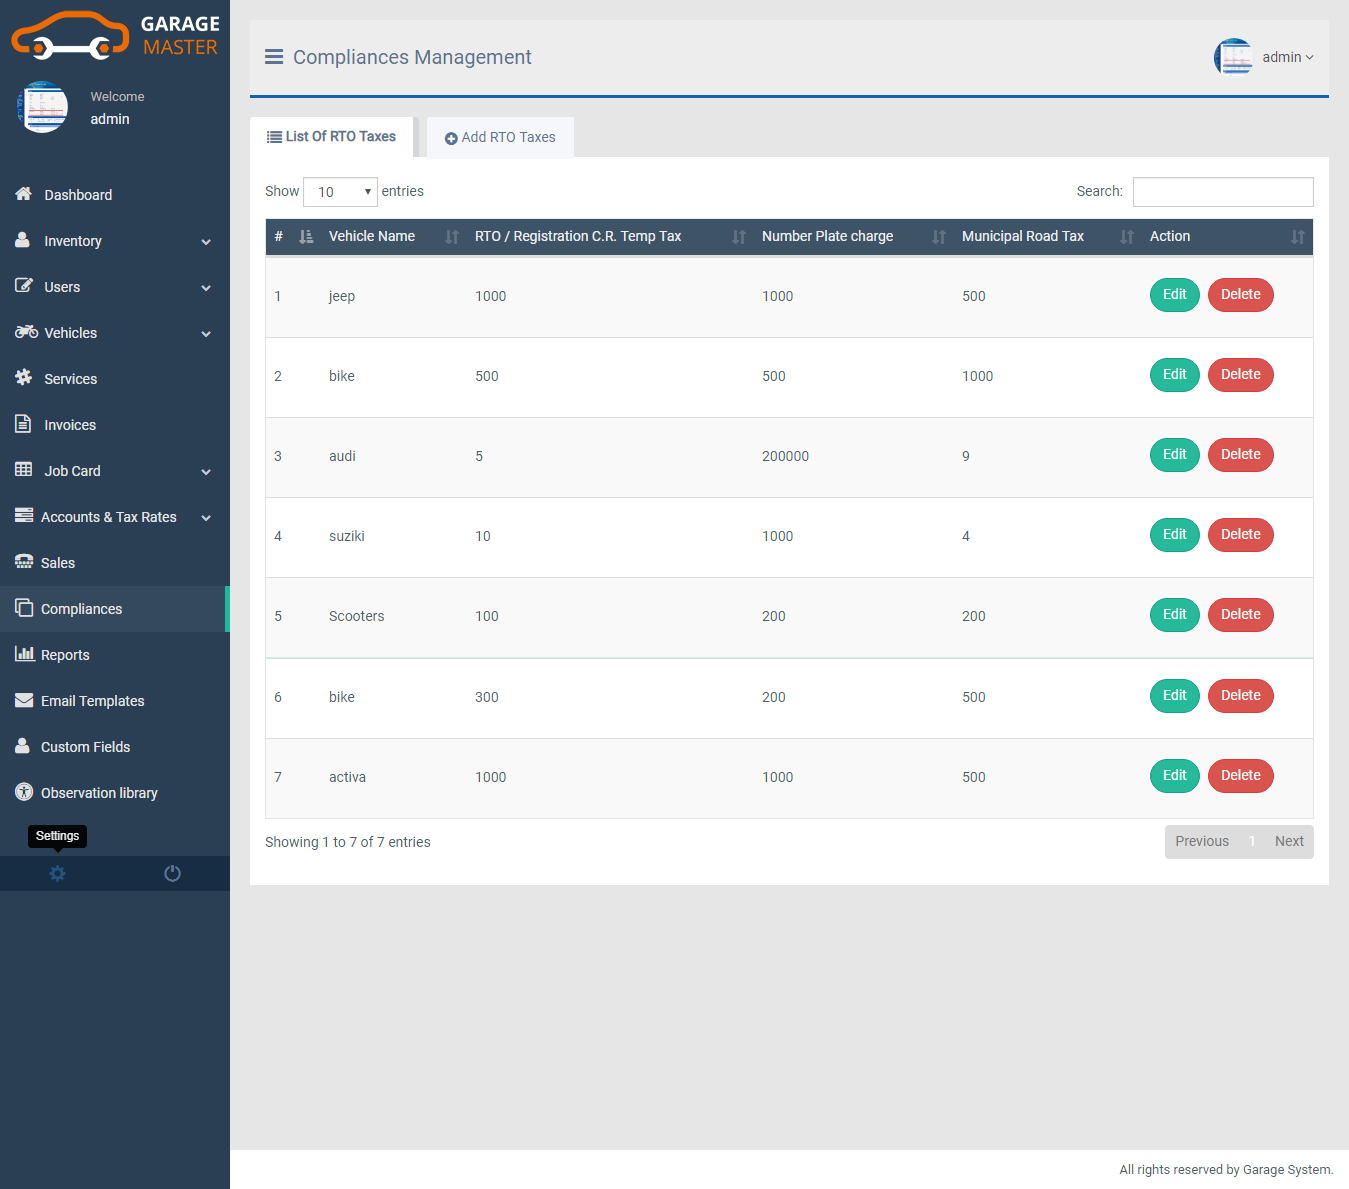 GARAGE
MASTER
Welcome
admin
Dashboard
Inventory
Users
Vehicles
Services
Invoices
Job Card
Accounts & Tax Rates
Sales
Compliances
Reports
Email Templates
Custom Fields
Observation library
Settings
Compliances Management
admin
List Of RTO Taxes
Add RTO Taxes
Show 10 entries
Search:
# Vehicle Name RTO / Registration C.R. Temp Tax Number Plate charge Municipal Road Tax Action
1 jeep 1000 1000 500 Edit Delete
2 bike 500 500 1000 Edit Delete
3 audi 5 200000 9 Edit Delete
4 suziki 10 1000 4 Edit Delete
5 Scooters 100 200 200 Edit Delete
6 bike 300 200 500 Edit Delete
7 activa 1000 1000 500 Edit Delete
Showing 1 to 7 of 7 entries
Previous 1 Next
All rights reserved by Garage System.